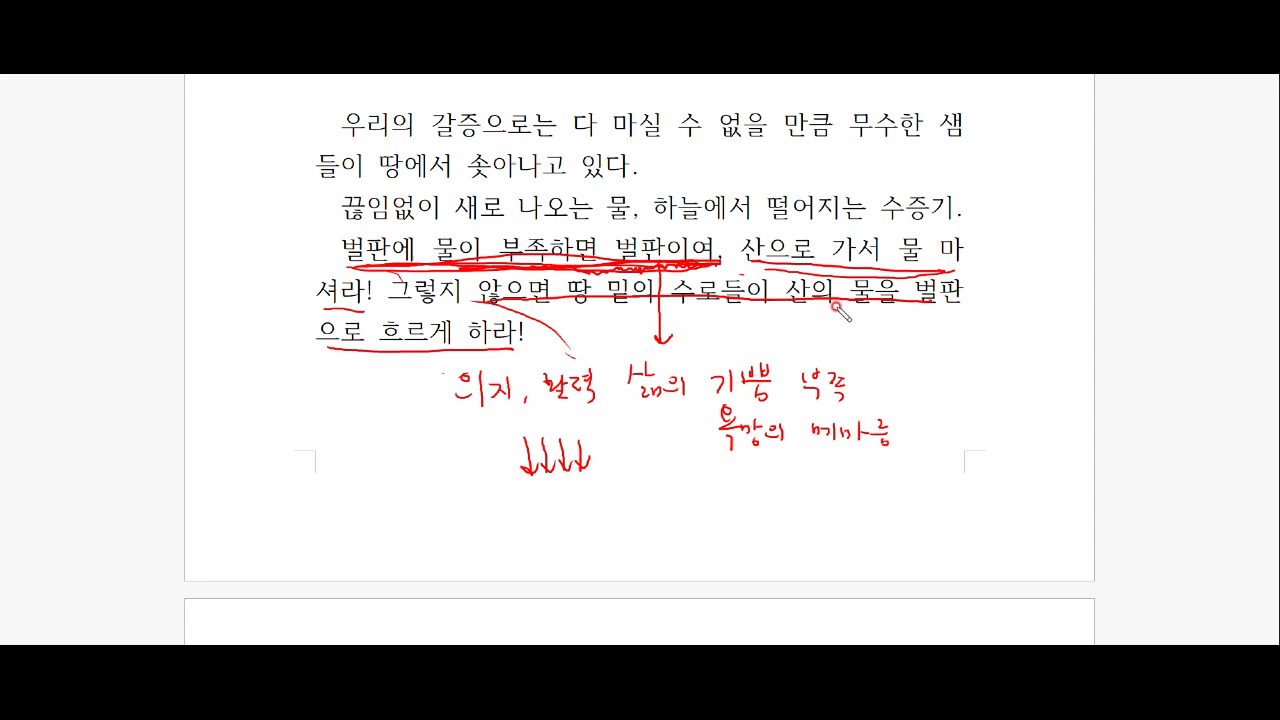 우리의 갈증으로는 다 마실 수 없을 만큼 무수한 샘
들이 땅에서 솟아나고 있다.
끊임없이 새로 나오는 물, 하늘에서 떨어지는 수증기.
벌판에 물이 부족하면 벌판이여, 산으로 가서 물 마
셔라! 그렇지 않으면 땅 밑의 수로들이 산의 물을 벌판
으로 흐르게 하라!
의지, 활력 삶의 기쁨 부족
욕망의 메마름